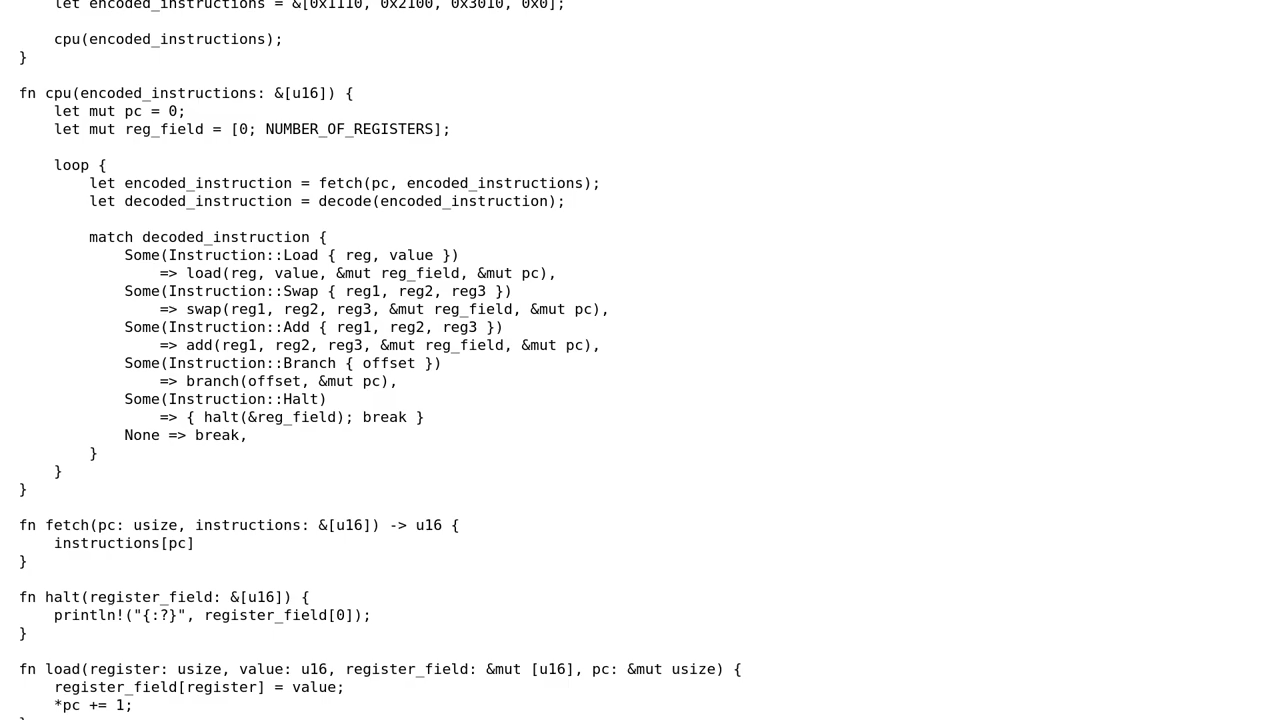 let encoded_instructions = &[0x1110, 0x2100, 0x3010, 0x0];

    cpu(encoded_instructions);
}

fn cpu(encoded_instructions: &[u16]) {
    let mut pc = 0;
    let mut reg_field = [0; NUMBER_OF_REGISTERS];

    loop {
        let encoded_instruction = fetch(pc, encoded_instructions);
        let decoded_instruction = decode(encoded_instruction);

        match decoded_instruction {
            Some(Instruction::Load { reg, value })
                => load(reg, value, &mut reg_field, &mut pc),
            Some(Instruction::Swap { reg1, reg2, reg3 })
                => swap(reg1, reg2, reg3, &mut reg_field, &mut pc),
            Some(Instruction::Add { reg1, reg2, reg3 })
                => add(reg1, reg2, reg3, &mut reg_field, &mut pc),
            Some(Instruction::Branch { offset })
                => branch(offset, &mut pc),
            Some(Instruction::Halt)
                => { halt(&reg_field); break }
            None => break,
        }
    }
}

fn fetch(pc: usize, instructions: &[u16]) -> u16 {
    instructions[pc]
}

fn halt(register_field: &[u16]) {
    println!("{:?}", register_field[0]);
}

fn load(register: usize, value: u16, register_field: &mut [u16], pc: &mut usize) {
    register_field[register] = value;
    *pc += 1;
}